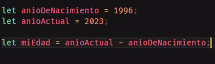 let anioDeNacimiento = 1996;
let anioActual = 2023;
let miEdad = anioActual - anioDeNacimiento;